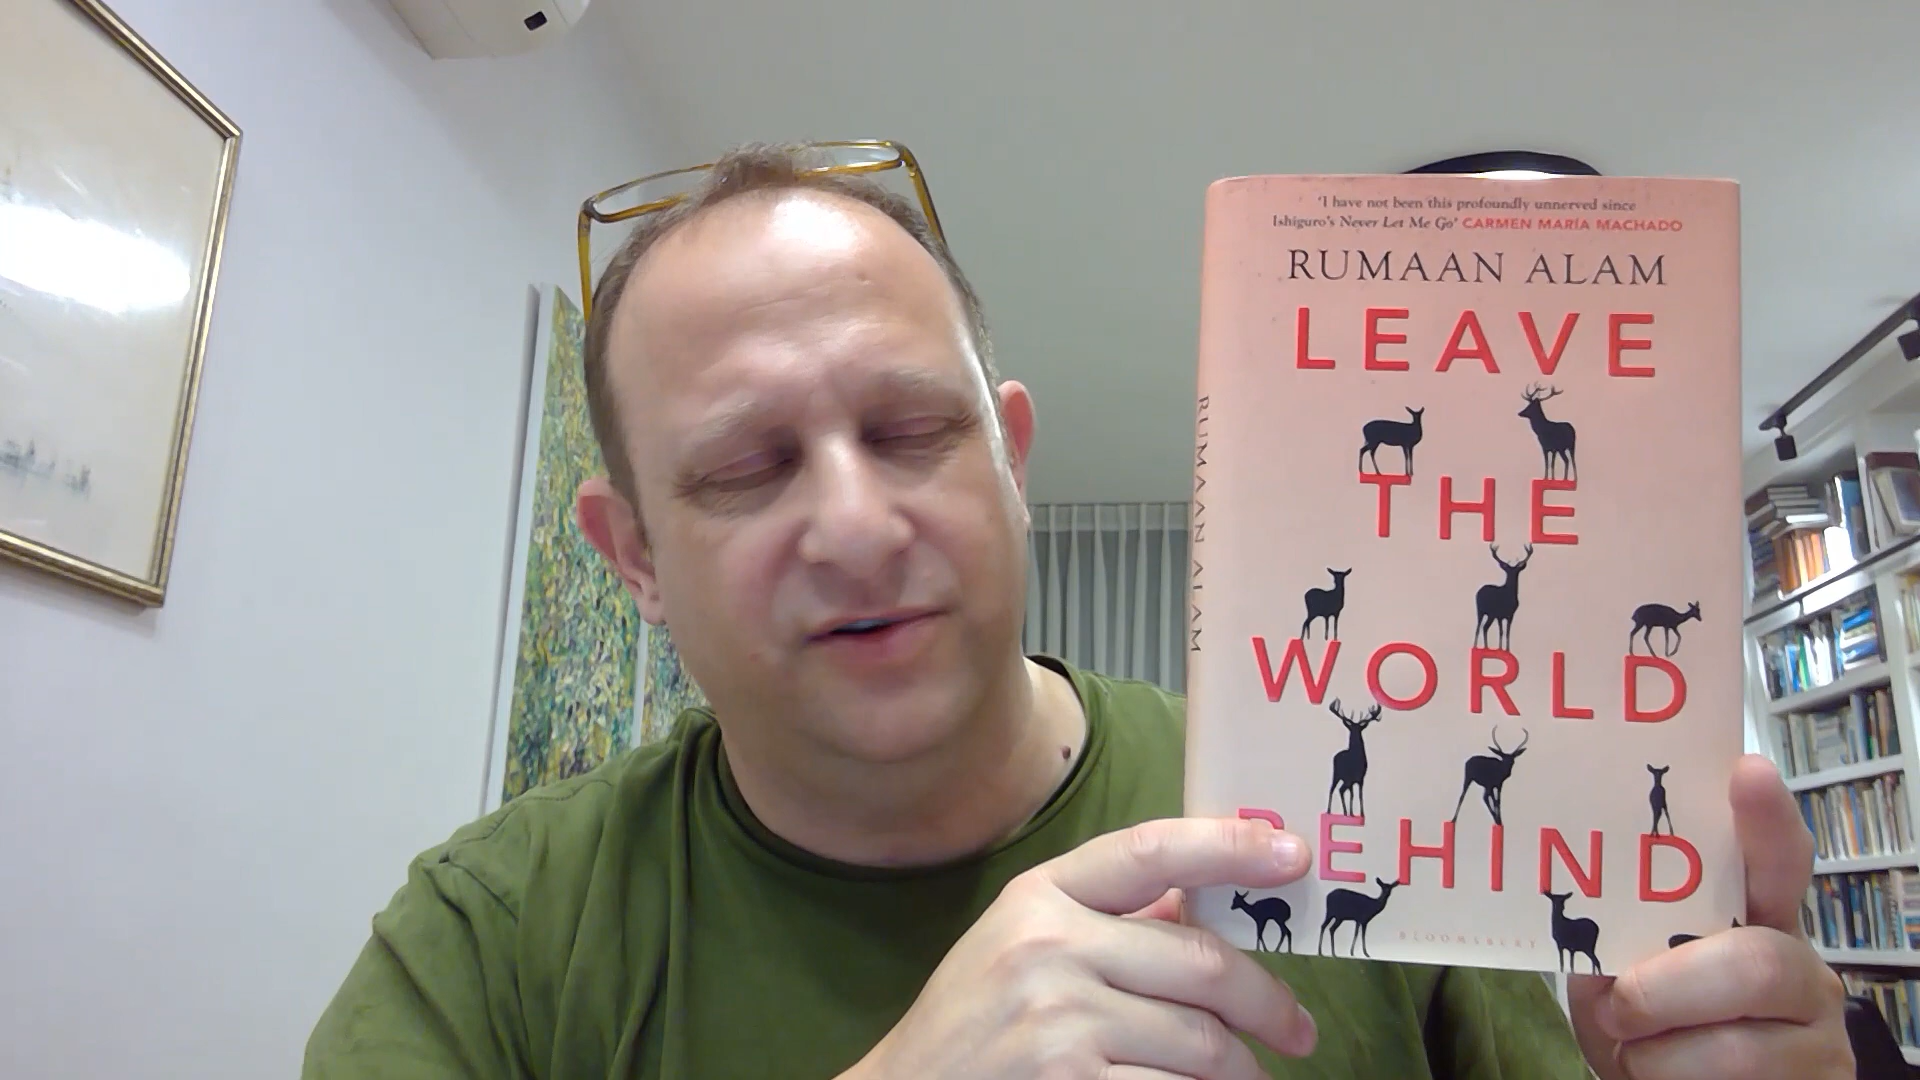 'I have not been this profoundly unnerved since
Ishiguro's Never Let Me Go' CARMEN MARIA MACHADO
RUMAAN ALAM
LEAVE
THE
WORLD
BEHIND
BLOOMSBURY
RUMAAN ALAM